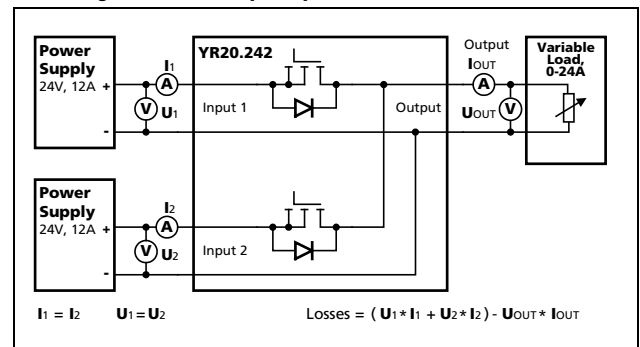 Power
Supply
24V, 12A +
-
I1
A
V U1
YR20.242
Input 1
Output
Output
IOUT
A
UOUT V
Variable
Load,
0-24A
Power
Supply
24V, 12A +
-
I2
A
V U2
Input 2
I1 = I2 U1 = U2 Losses = ( U1* I1 + U2* I2 ) - UOUT* IOUT